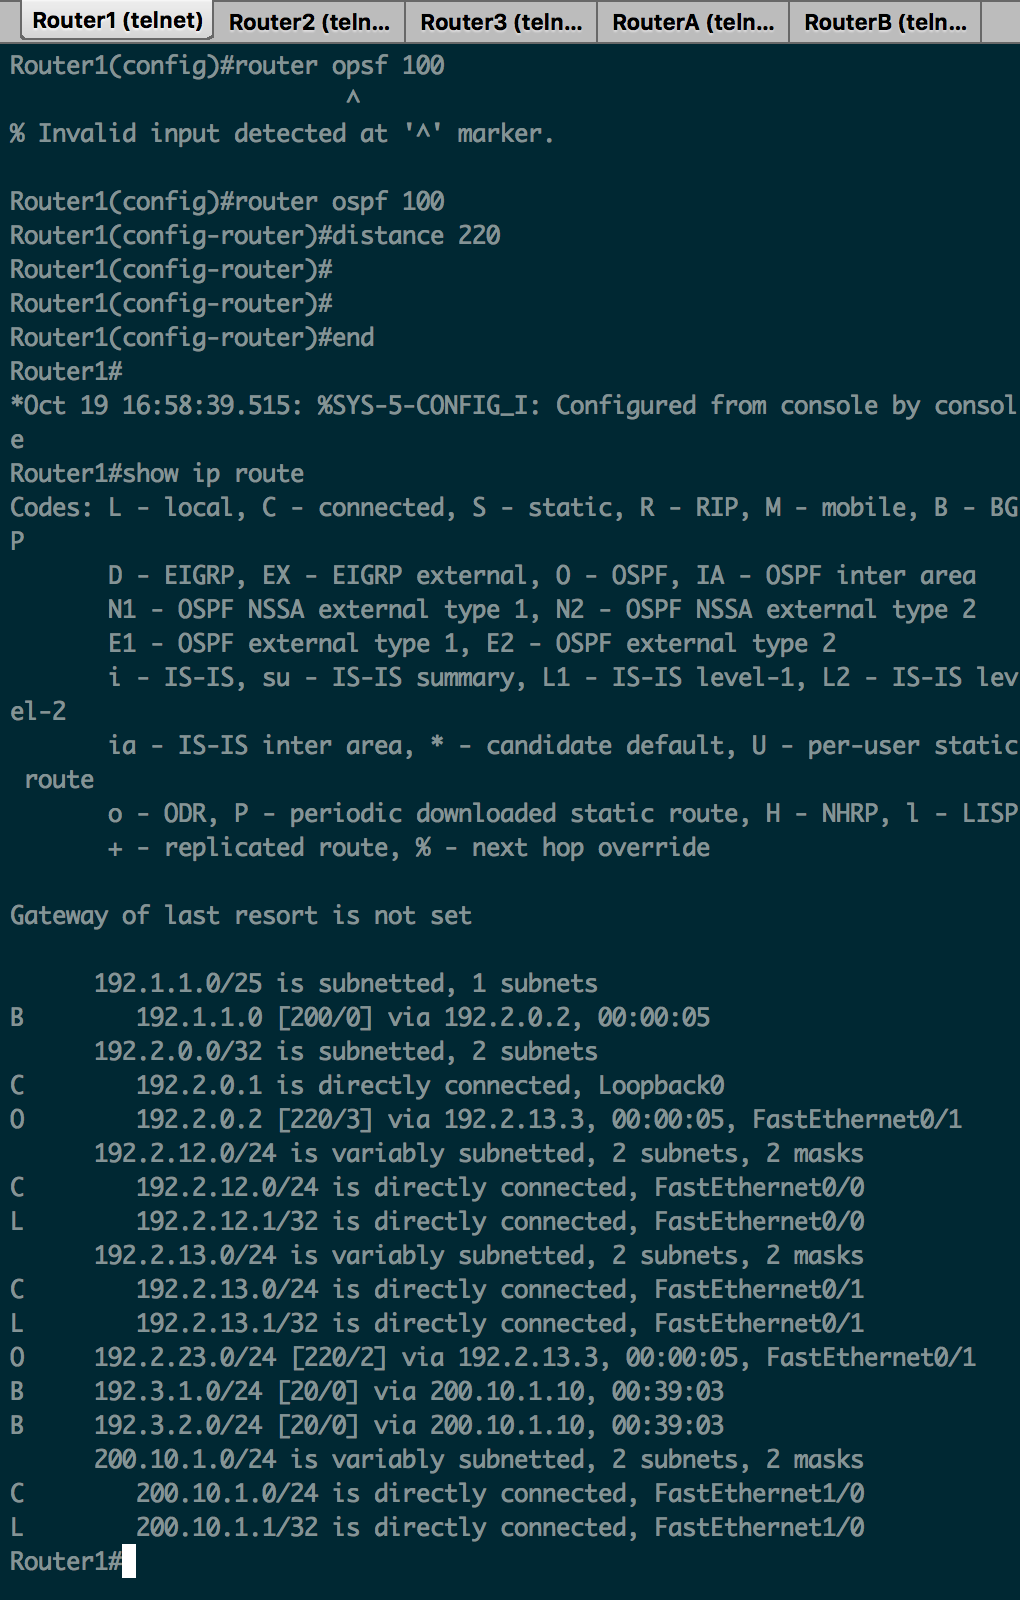 Router1 (telnet) Router2 (teln... Router3 (teln... RouterA (teln... RouterB (teln...
Router1(config)#router opsf 100
^
% Invalid input detected at '^' marker.
Router1(config)#router ospf 100
Router1(config-router)#distance 220
Router1(config-router)#
Router1(config-router)#
Router1(config-router)#end
Router1#
*Oct 19 16:58:39.515: %SYS-5-CONFIG_I: Configured from console by consol
e
Router1#show ip route
Codes: L - local, C - connected, S - static, R - RIP, M - mobile, B - BG
P
D - EIGRP, EX - EIGRP external, O - OSPF, IA - OSPF inter area
N1 - OSPF NSSA external type 1, N2 - OSPF NSSA external type 2
E1 - OSPF external type 1, E2 - OSPF external type 2
i - IS-IS, su - IS-IS summary, L1 - IS-IS level-1, L2 - IS-IS lev
el-2
ia - IS-IS inter area, * - candidate default, U - per-user static
route
o - ODR, P - periodic downloaded static route, H - NHRP, l - LISP
+ - replicated route, % - next hop override
Gateway of last resort is not set
192.1.1.0/25 is subnetted, 1 subnets
B 192.1.1.0 [200/0] via 192.2.0.2, 00:00:05
192.2.0.0/32 is subnetted, 2 subnets
C 192.2.0.1 is directly connected, Loopback0
O 192.2.0.2 [220/3] via 192.2.13.3, 00:00:05, FastEthernet0/1
192.2.12.0/24 is variably subnetted, 2 subnets, 2 masks
C 192.2.12.0/24 is directly connected, FastEthernet0/0
L 192.2.12.1/32 is directly connected, FastEthernet0/0
192.2.13.0/24 is variably subnetted, 2 subnets, 2 masks
C 192.2.13.0/24 is directly connected, FastEthernet0/1
L 192.2.13.1/32 is directly connected, FastEthernet0/1
O 192.2.23.0/24 [220/2] via 192.2.13.3, 00:00:05, FastEthernet0/1
B 192.3.1.0/24 [20/0] via 200.10.1.10, 00:39:03
B 192.3.2.0/24 [20/0] via 200.10.1.10, 00:39:03
200.10.1.0/24 is variably subnetted, 2 subnets, 2 masks
C 200.10.1.0/24 is directly connected, FastEthernet1/0
L 200.10.1.1/32 is directly connected, FastEthernet1/0
Router1#